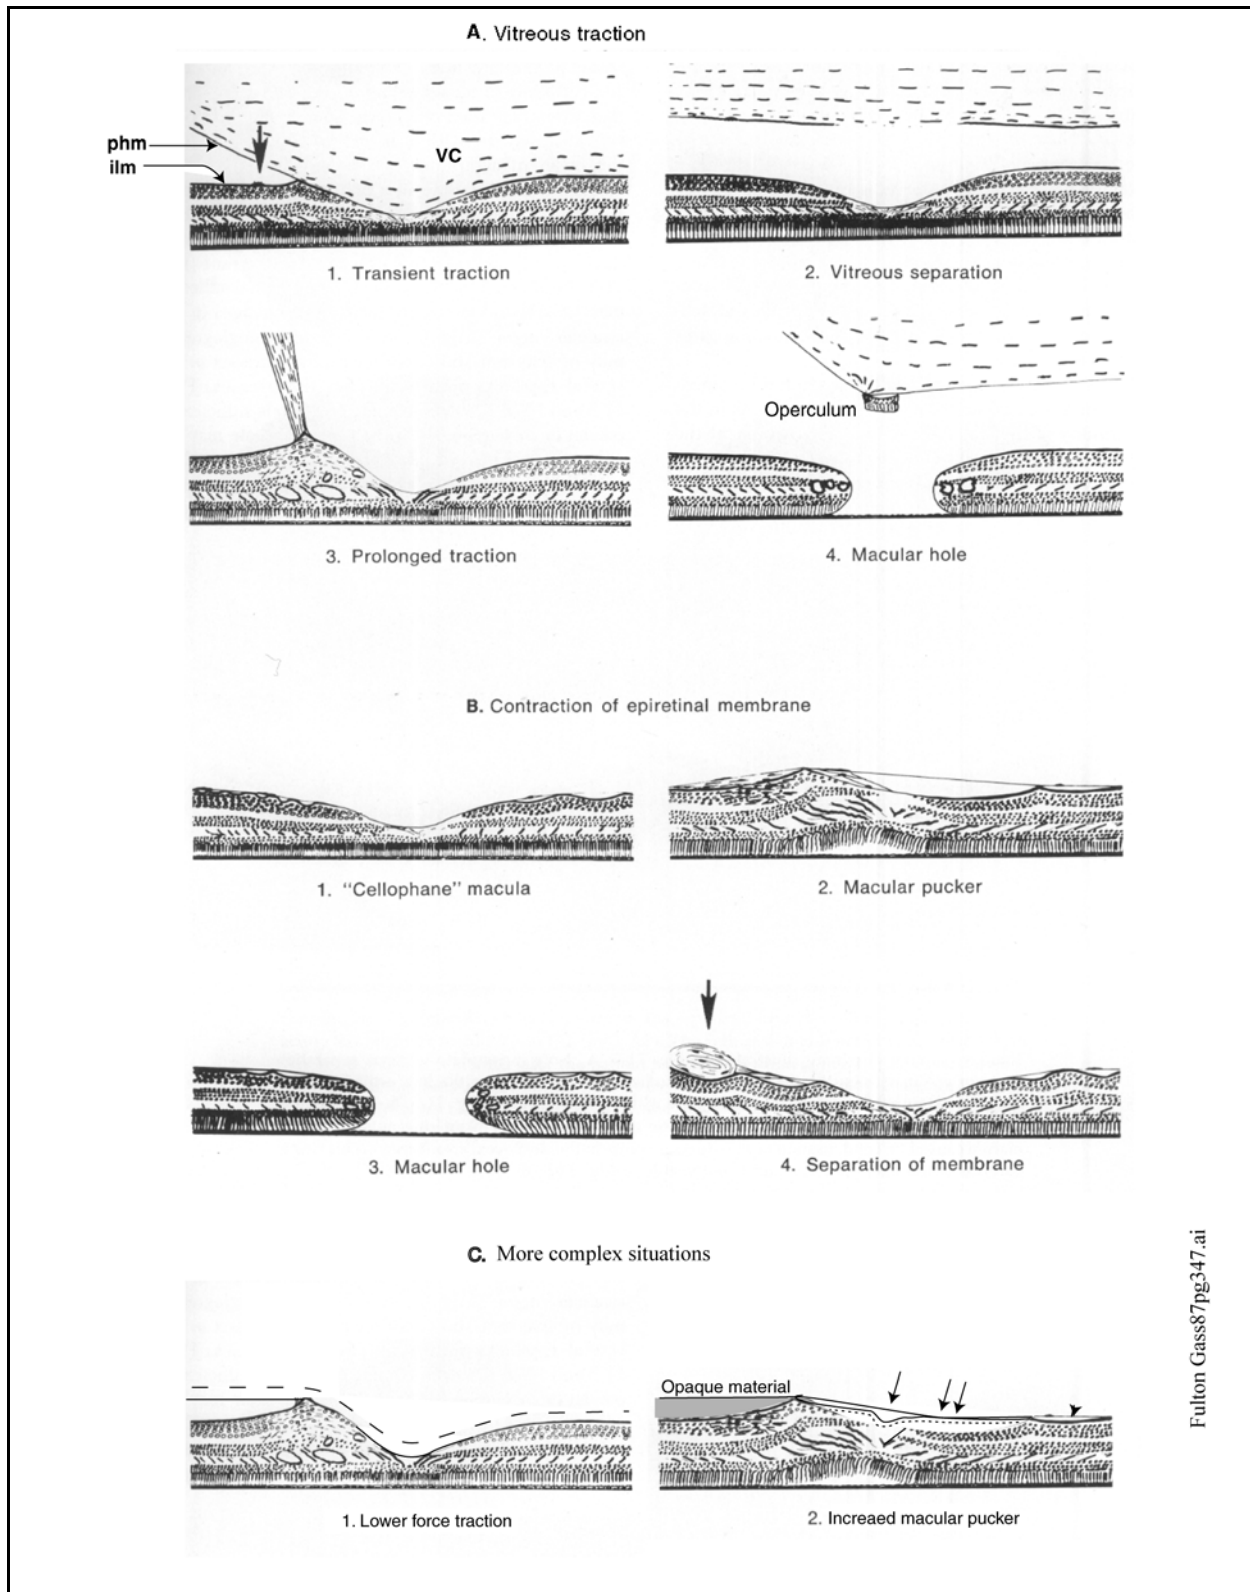 A. Vitreous traction
phm
ilm
VC
1. Transient traction
2. Vitreous separation
Operculum
3. Prolonged traction
4. Macular hole
B. Contraction of epiretinal membrane
1. “Cellophane” macula
2. Macular pucker
3. Macular hole
4. Separation of membrane
C. More complex situations
Opaque material
1. Lower force traction
2. Increaed macular pucker
Fulton Gass87pg347.ai